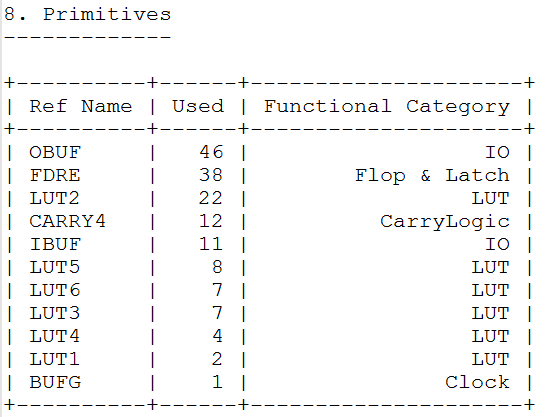 8. Primitives
-------------
+----------+------+---------------------+
| Ref Name | Used | Functional Category |
+----------+------+---------------------+
| OBUF     |   46 |                  IO |
| FDRE     |   38 |        Flop & Latch |
| LUT2     |   22 |                 LUT |
| CARRY4   |   12 |          CarryLogic |
| IBUF     |   11 |                  IO |
| LUT5     |    8 |                 LUT |
| LUT6     |    7 |                 LUT |
| LUT3     |    7 |                 LUT |
| LUT4     |    4 |                 LUT |
| LUT1     |    2 |                 LUT |
| BUFG     |    1 |               Clock |
+----------+------+---------------------+